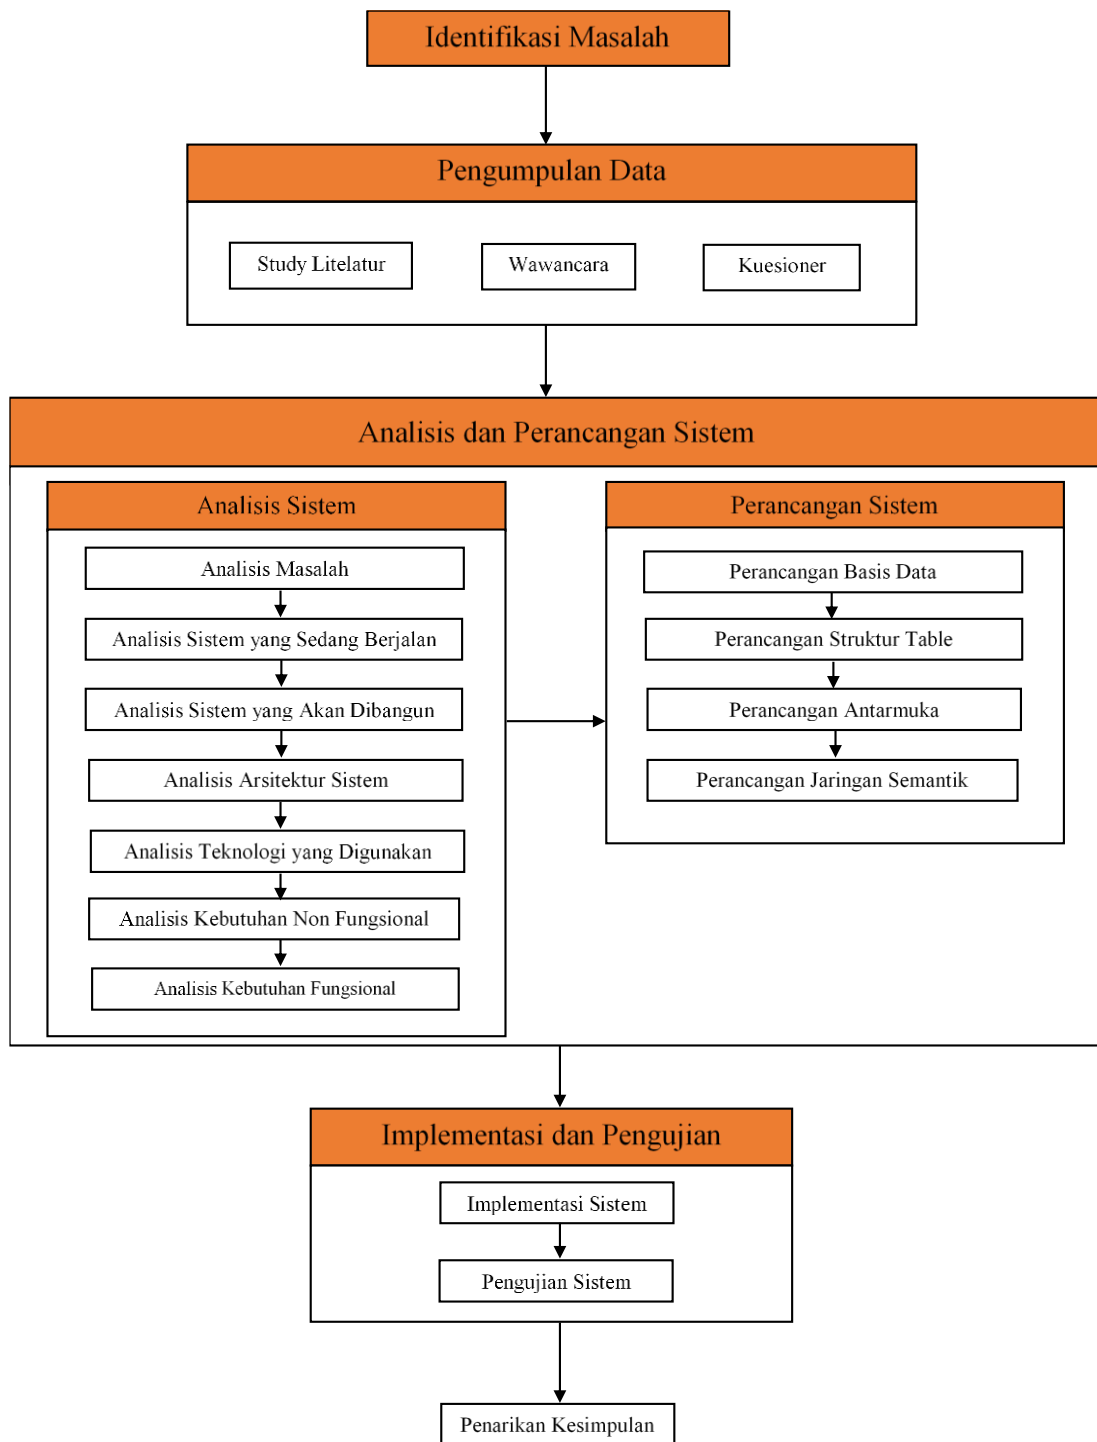 Identifikasi Masalah
Pengumpulan Data
Study Litelatur
Wawancara
Kuesioner
Analisis dan Perancangan Sistem
Analisis Sistem
Analisis Masalah
Analisis Sistem yang Sedang Berjalan
Analisis Sistem yang Akan Dibangun
Analisis Arsitektur Sistem
Analisis Teknologi yang Digunakan
Analisis Kebutuhan Non Fungsional
Analisis Kebutuhan Fungsional
Perancangan Sistem
Perancangan Basis Data
Perancangan Struktur Table
Perancangan Antarmuka
Perancangan Jaringan Semantik
Implementasi dan Pengujian
Implementasi Sistem
Pengujian Sistem
Penarikan Kesimpulan